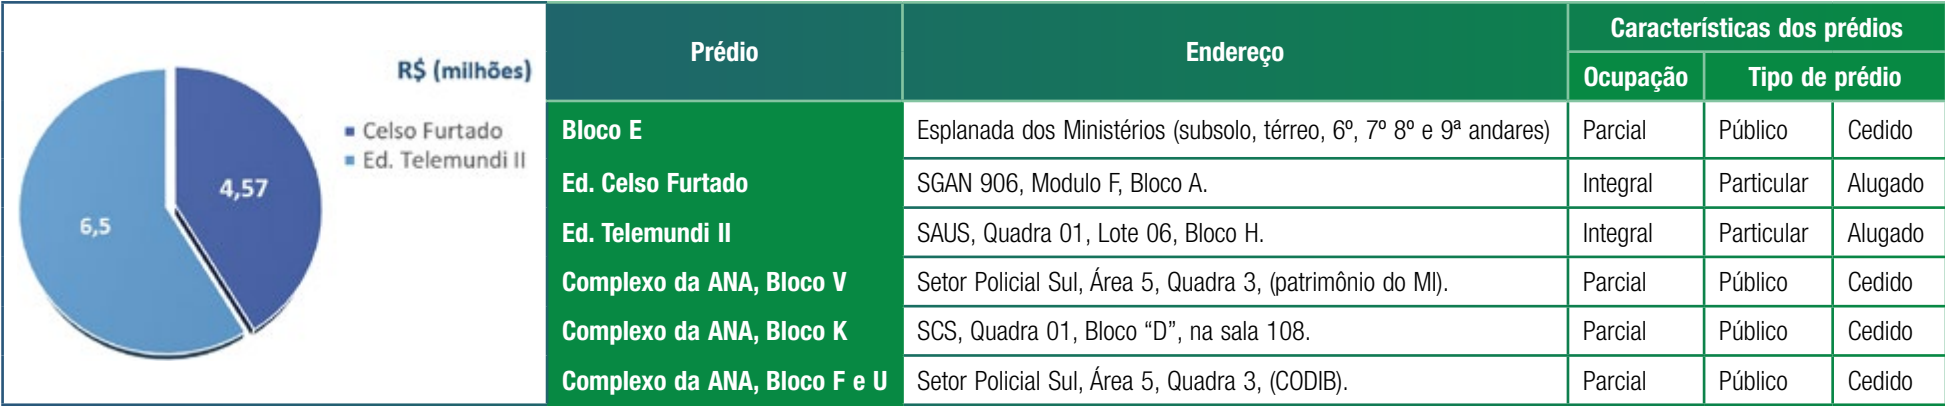 R$ (milhões)
Celso Furtado
Ed. Telemundi II
4,57
6,5
Prédio Endereço Características dos prédios
Ocupação Tipo de prédio
Bloco E Esplanada dos Ministérios (subsolo, térreo, 6º, 7º 8º e 9ª andares) Parcial Público Cedido
Ed. Celso Furtado SGAN 906, Modulo F, Bloco A. Integral Particular Alugado
Ed. Telemundi II SAUS, Quadra 01, Lote 06, Bloco H. Integral Particular Alugado
Complexo da ANA, Bloco V Setor Policial Sul, Área 5, Quadra 3, (patrimônio do MI). Parcial Público Cedido
Complexo da ANA, Bloco K SCS, Quadra 01, Bloco “D”, na sala 108. Parcial Público Cedido
Complexo da ANA, Bloco F e U Setor Policial Sul, Área 5, Quadra 3, (CODIB). Parcial Público Cedido